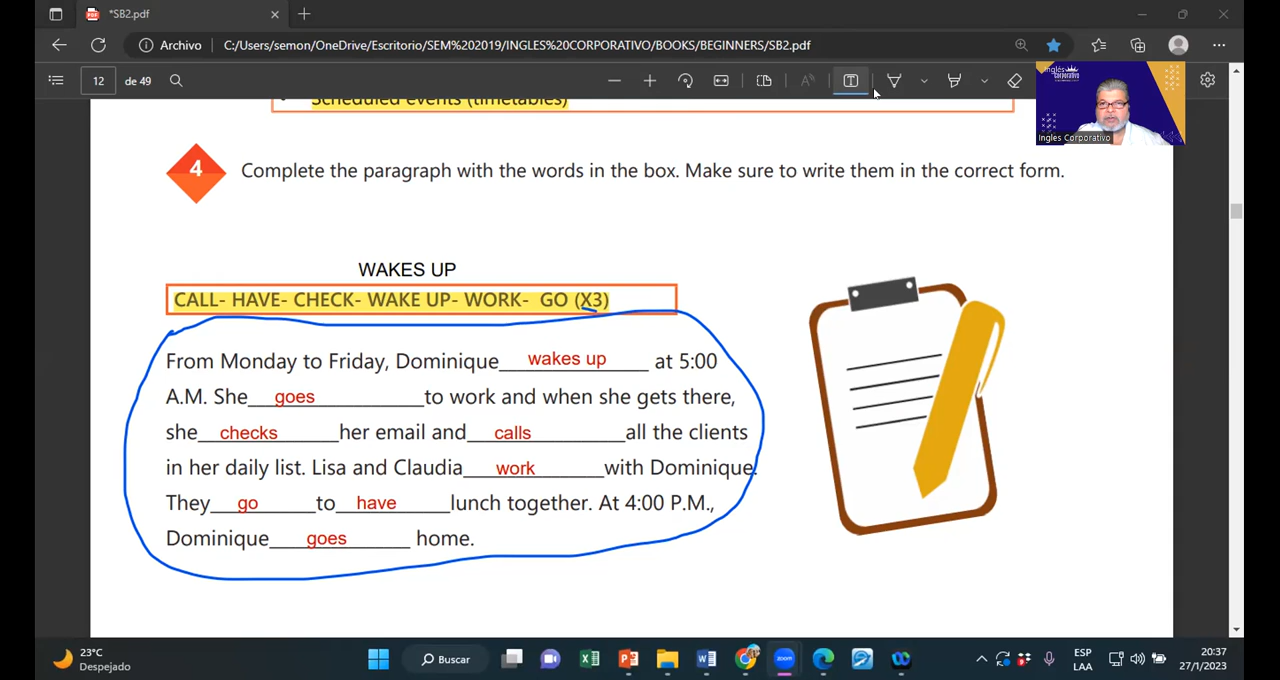 *SB2.pdf
Archivo C:/Users/semon/OneDrive/Escritorio/SEM%202019/INGLES%20CORPORATIVO/BOOKS/BEGINNERS/SB2.pdf
12 de 49
Scheduled events (timetables)
Inglés Corporativo
Ingles Corporativo
4 Complete the paragraph with the words in the box. Make sure to write them in the correct form.
WAKES UP
CALL- HAVE- CHECK- WAKE UP- WORK- GO (X3)
From Monday to Friday, Dominique wakes up at 5:00
A.M. She goes to work and when she gets there,
she checks her email and calls all the clients
in her daily list. Lisa and Claudia work with Dominique.
They go to have lunch together. At 4:00 P.M.,
Dominique goes home.
23°C
Despejado
Buscar
zoom
ESP
LAA
20:37
27/1/2023